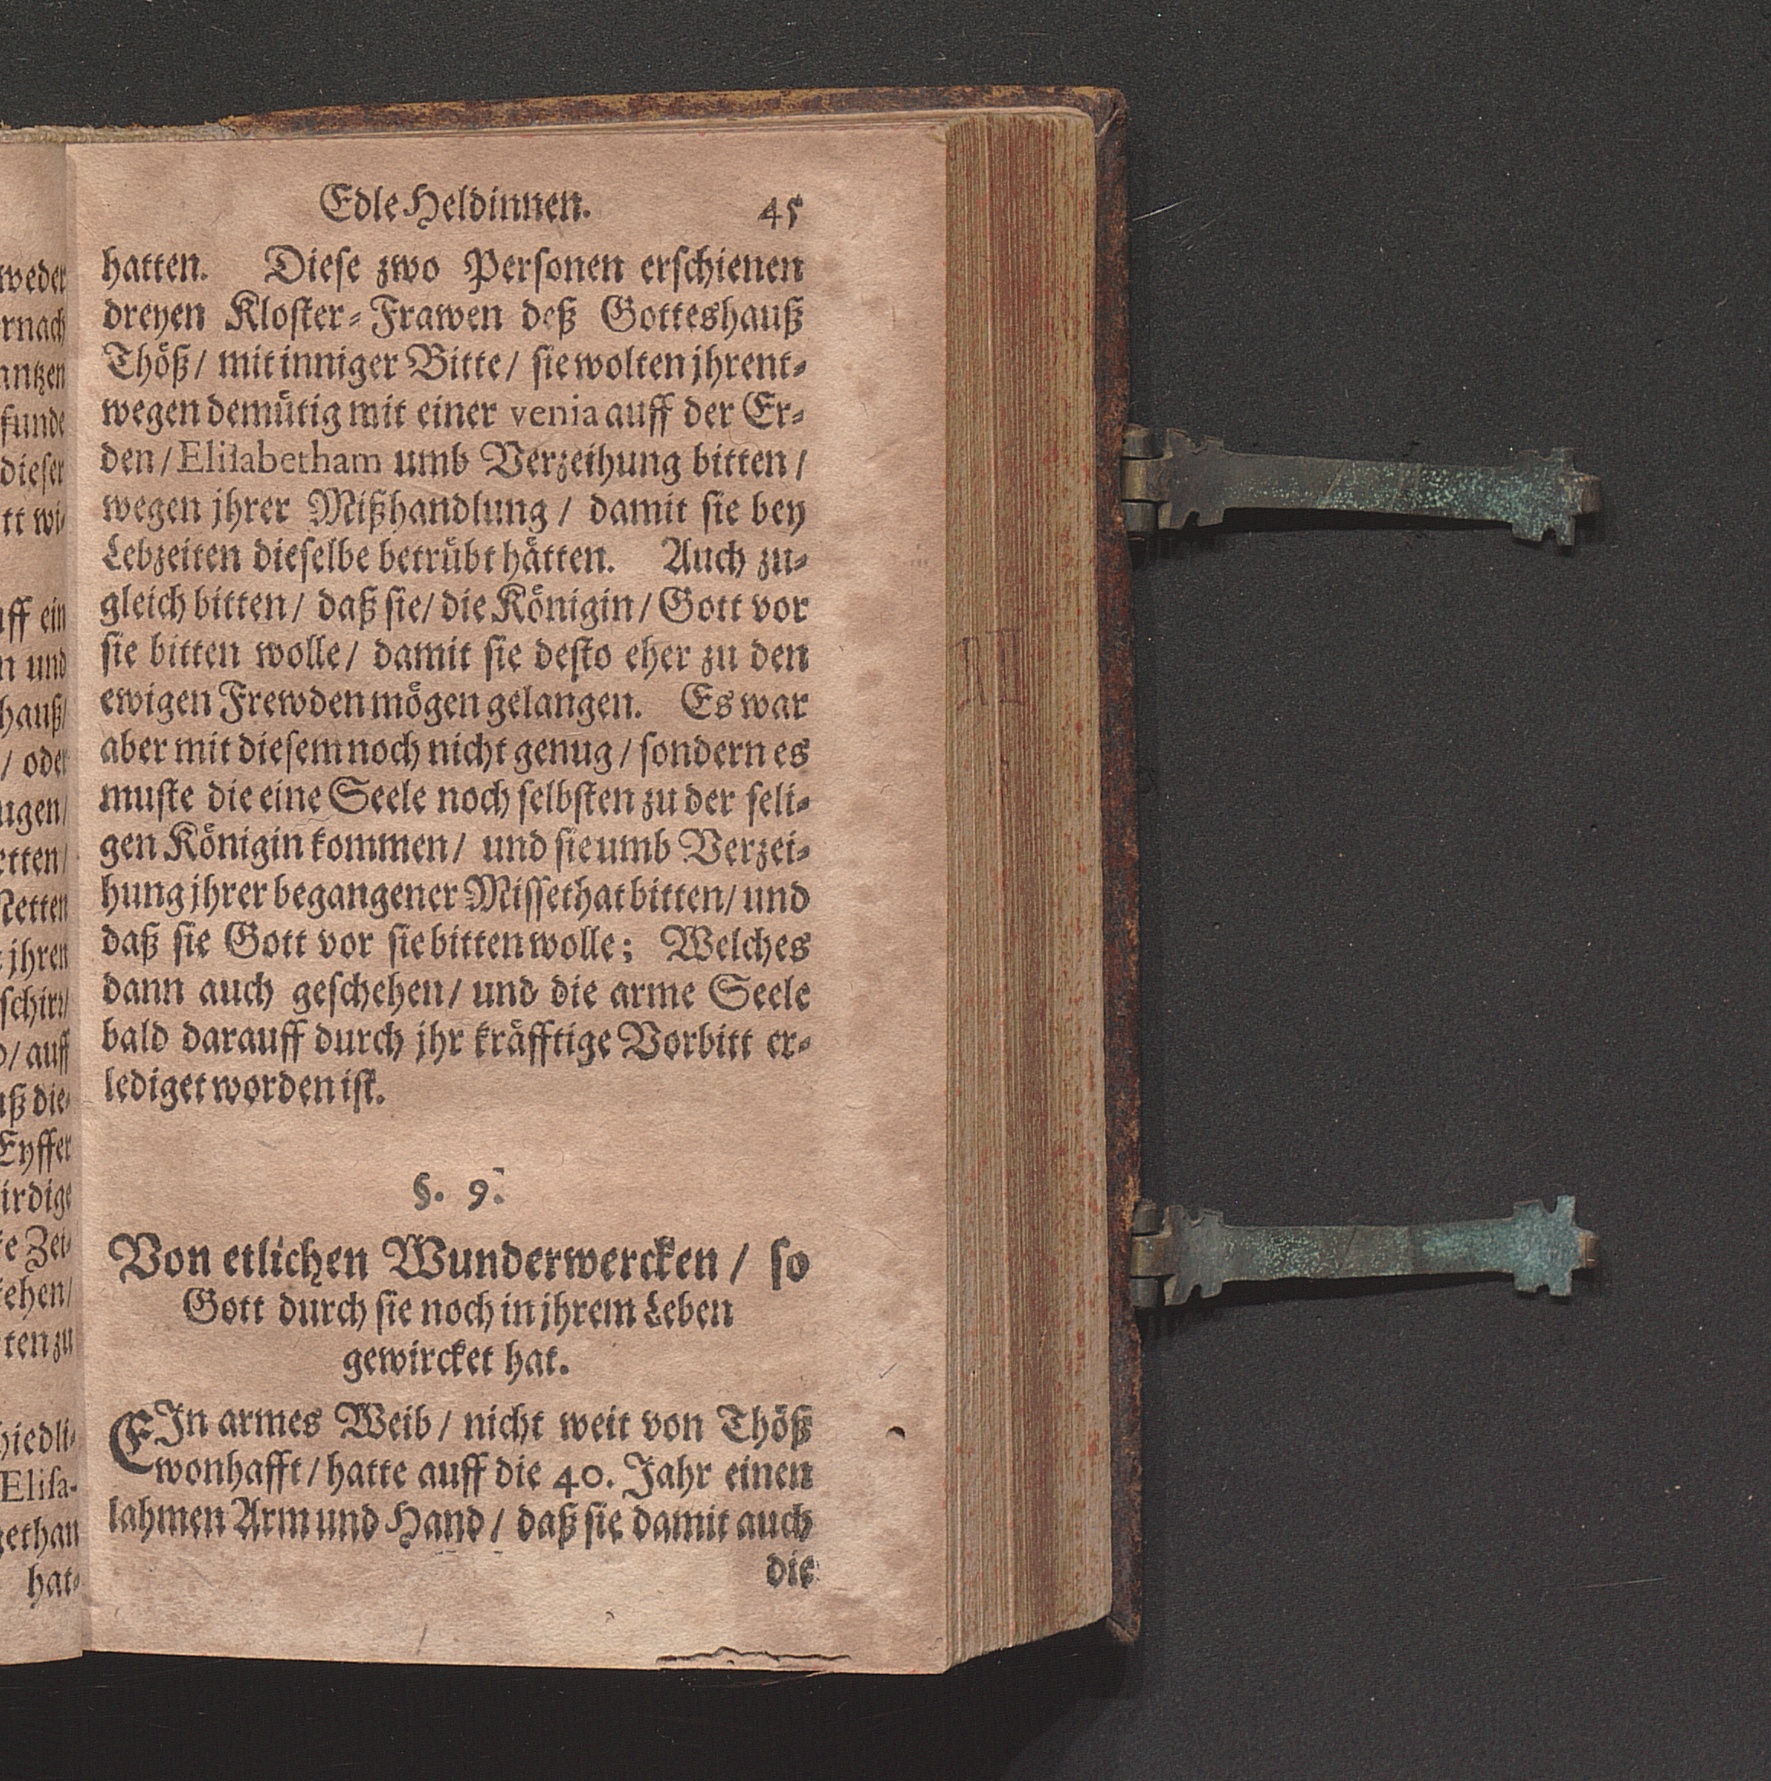 Edle Heldinnen. 45
hatten. Diese zwo Personen erschienen
dreyen Kloster-Frawen deß Gotteshauß
Thöß/ mit inniger Bitte/ sie wolten jhrent-
wegen demütig mit einer venia auff der Er-
den/ Elisabetham umb Verzeihung bitten/
wegen jhrer Mißhandlung/ damit sie bey
Lebzeiten dieselbe betrübt hätten. Auch zu-
gleich bitten/ daß sie/ die Königin/ Gott vor
sie bitten wolle/ damit sie desto eher zu den
ewigen Frewden mögen gelangen. Es war
aber mit diesem noch nicht genug/ sondern es
muste die eine Seele noch selbsten zu der seli-
gen Königin kommen/ und sie umb Verzei-
hung jhrer begangener Missethat bitten/ und
daß sie Gott vor sie bitten wolle; Welches
dann auch geschehen/ und die arme Seele
bald darauff durch jhr kräfftige Vorbitt er-
lediget worden ist.
§. 9.
Von etlichen Wunderwercken/ so
Gott durch sie noch in jhrem Leben
gewircket hat.
EIn armes Weib/ nicht weit von Thöß
wonhafft/ hatte auff die 40. Jahr einen
lahmen Arm und Hand/ daß sie damit auch
die